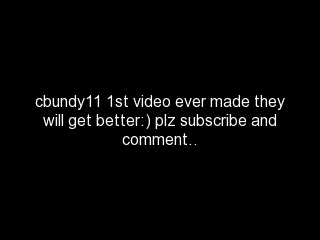 cbundy11 1st video ever made they
will get better:) plz subscribe and
comment..